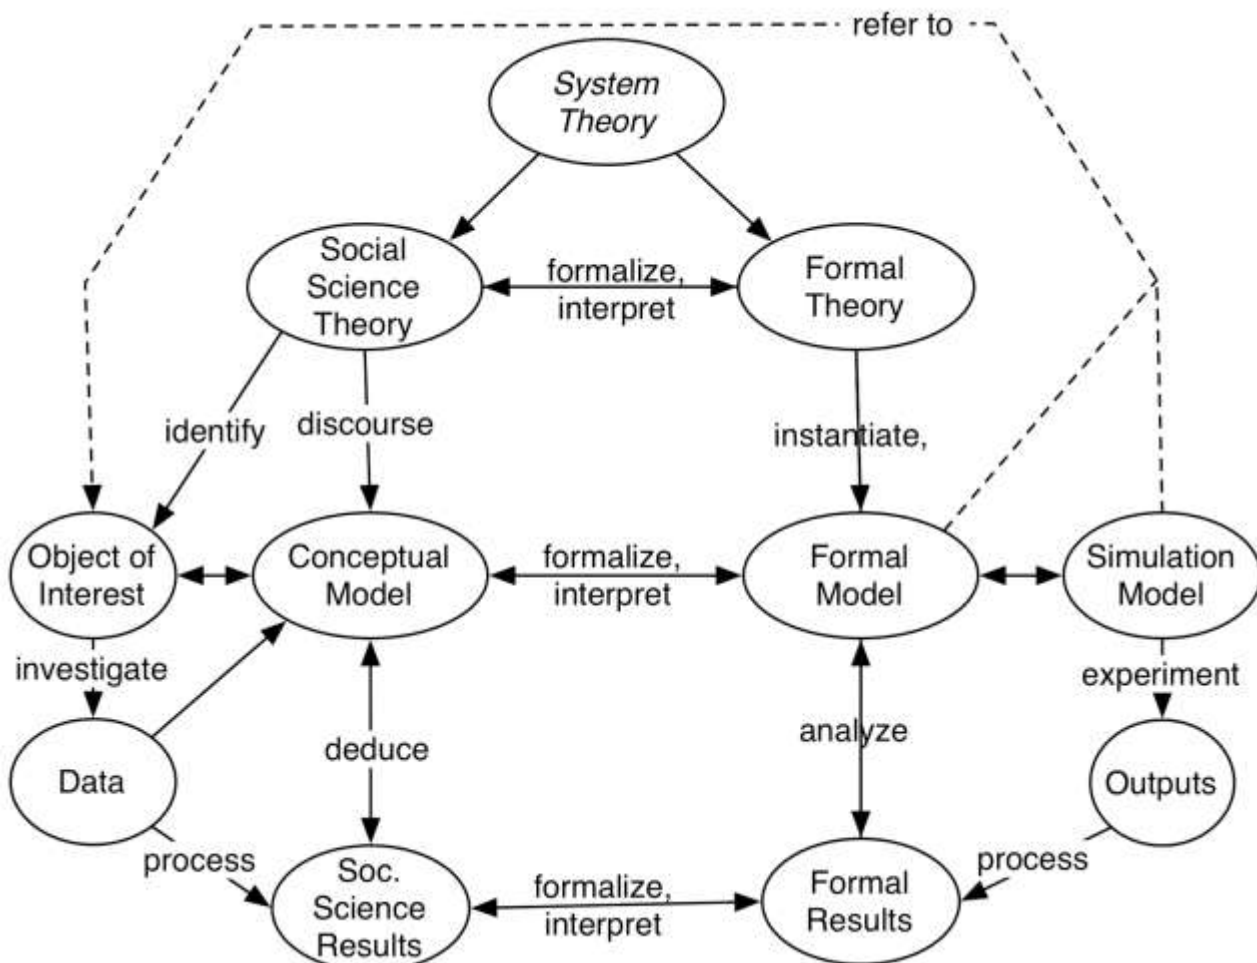 refer to
System
Theory
Social
Science
Theory
formalize,
interpret
Formal
Theory
identify
discourse
instantiate,
Object of
Interest
Conceptual
Model
formalize,
interpret
Formal
Model
Simulation
Model
investigate
experiment
Data
deduce
analyze
Outputs
process
process
Soc.
Science
Results
formalize,
interpret
Formal
Results